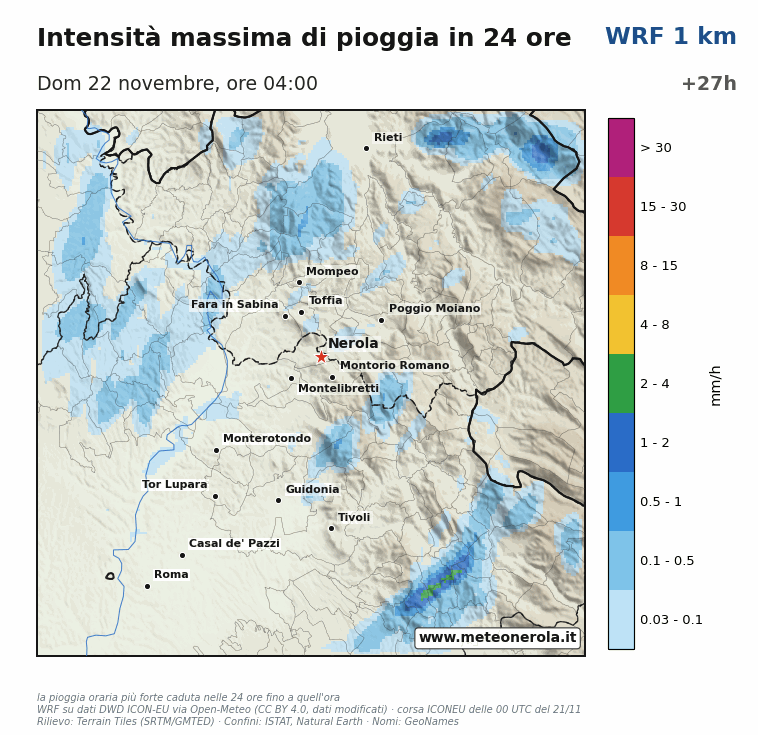 Intensità massima di pioggia in 24 ore
WRF 1 km
Dom 22 novembre, ore 04:00
+27h
Rieti
Mompeo
Fara in Sabina
Toffia
Poggio Moiano
Nerola
Montorio Romano
Montelibretti
Monterotondo
Tor Lupara
Guidonia
Tivoli
Casal de' Pazzi
Roma
www.meteonerola.it
> 30
15 - 30
8 - 15
4 - 8
2 - 4
1 - 2
0.5 - 1
0.1 - 0.5
0.03 - 0.1
mm/h
la pioggia oraria più forte caduta nelle 24 ore fino a quell'ora
WRF su dati DWD ICON-EU via Open-Meteo (CC BY 4.0, dati modificati) · corsa ICONEU delle 00 UTC del 21/11
Rilievo: Terrain Tiles (SRTM/GMTED) · Confini: ISTAT, Natural Earth · Nomi: GeoNames